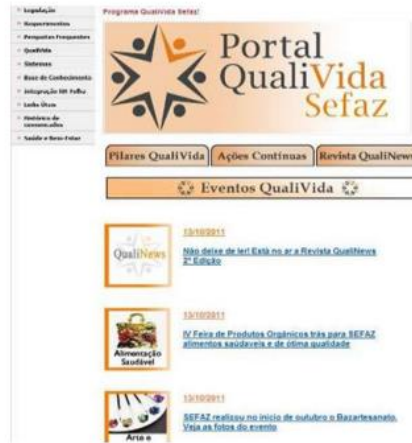 Legislação
Requerimentos
Perguntas Frequentes
QualiVida
Sistemas
Base de Conhecimento
Integração RH Folha
Links Úteis
Histórico de
comunicados
Saúde e Bem-Estar
Programa QualiVida Sefaz!
Portal
QualiVida
Sefaz
Pilares QualiVida
Ações Contínuas
Revista QualiNews
Eventos QualiVida
QualiNews
13/10/2011
Não deixe de ler! Está no ar a Revista QualiNews
2ª Edição
Alimentação
Saudável
13/10/2011
IV Feira de Produtos Orgânicos trás para SEFAZ
alimentos saudáveis e de ótima qualidade
Arte e
13/10/2011
SEFAZ realizou no início de outubro o Bazartesanato.
Veja as fotos do evento